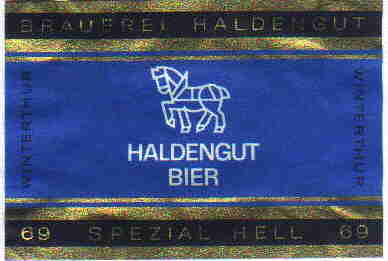 BRAUEREI HALDENGUT
WINTERTHUR
HALDENGUT
BIER
WINTERTHUR
69 SPEZIAL HELL 69